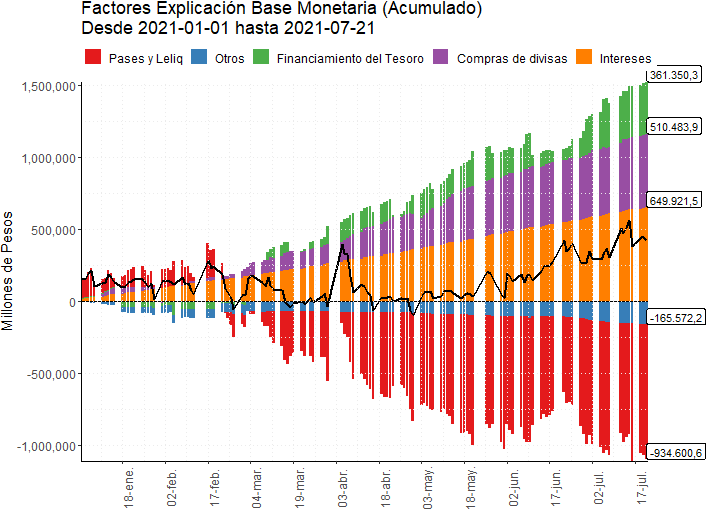 Factores Explicación Base Monetaria (Acumulado)
Desde 2021-01-01 hasta 2021-07-21
Pases y Leliq Otros Financiamiento del Tesoro Compras de divisas Intereses
Millones de Pesos
1,500,000
1,000,000
500,000
0
-500,000
-1,000,000
361.350,3
510.483,9
649.921,5
-165.572,2
-934.600,6
18-ene.
02-feb.
17-feb.
04-mar.
19-mar.
03-abr.
18-abr.
03-may.
18-may.
02-jun.
17-jun.
02-jul.
17-jul.